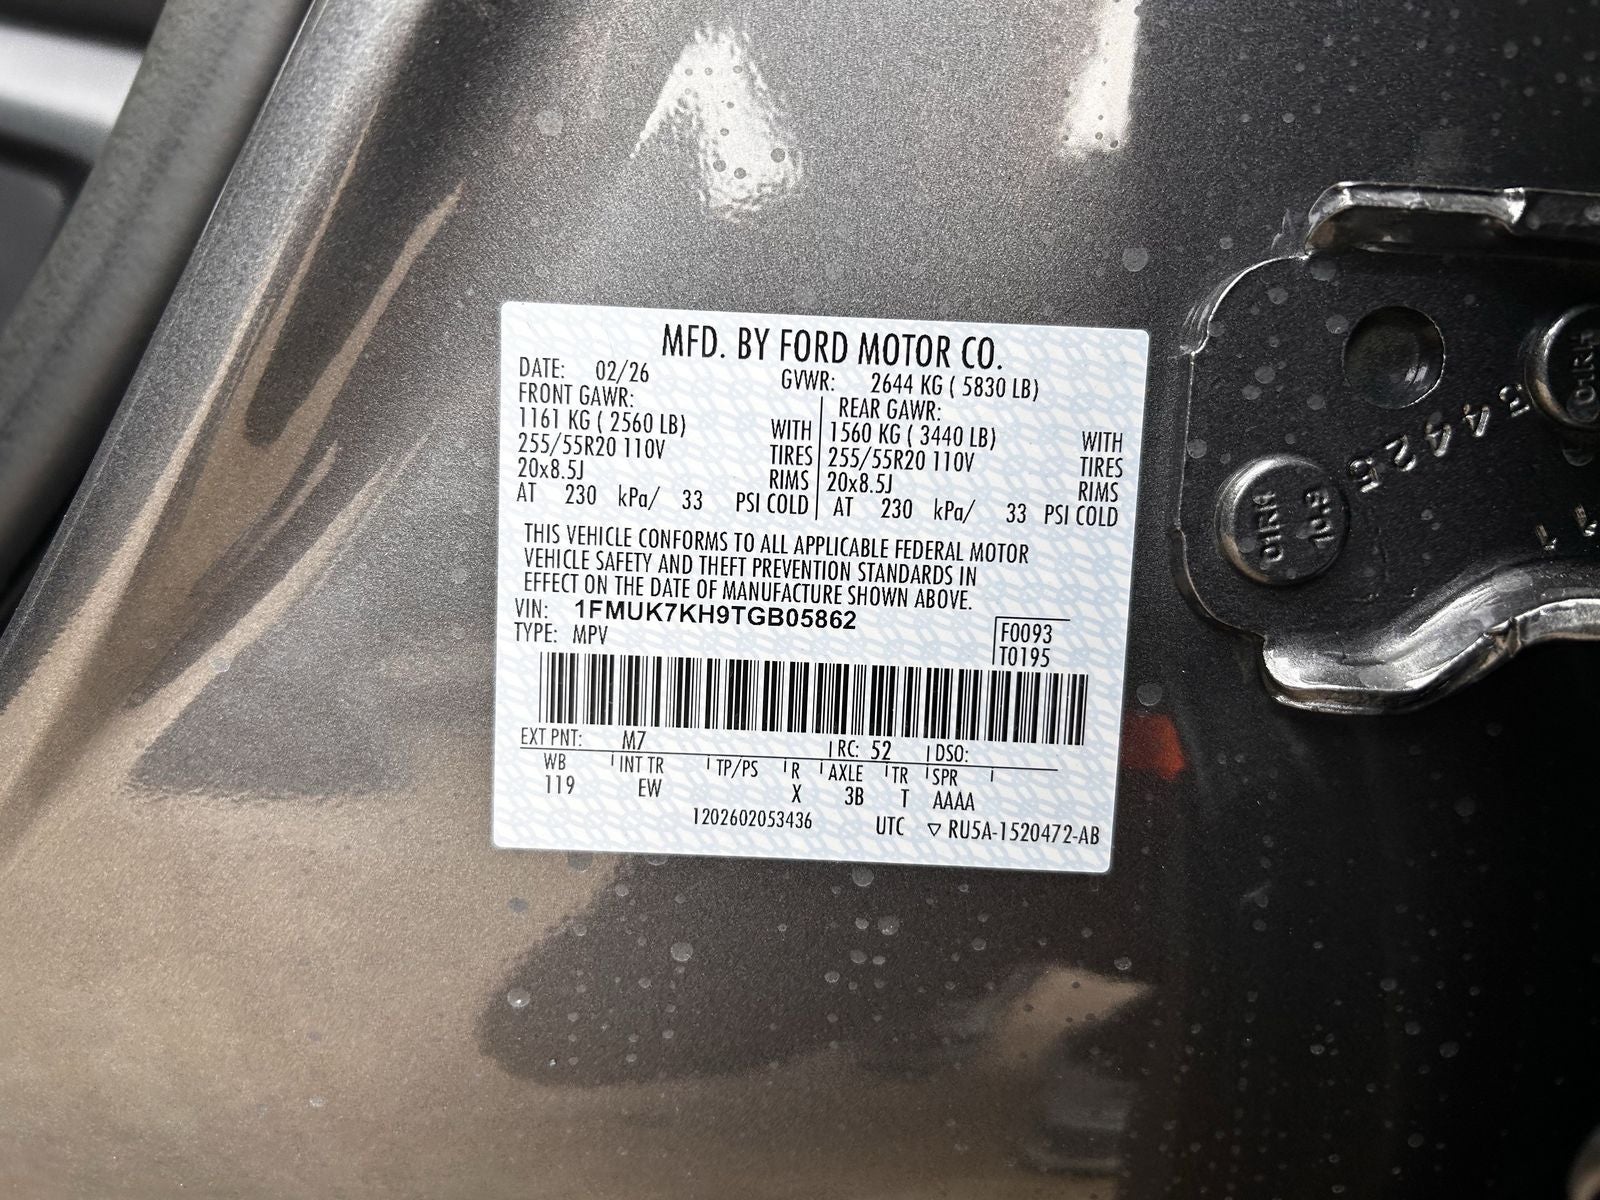 MFD. BY FORD MOTOR CO.
DATE: 02/26 GVWR: 2644 KG ( 5830 LB)
FRONT GAWR: REAR GAWR:
1161 KG ( 2560 LB) WITH 1560 KG ( 3440 LB) WITH
255/55R20 110V TIRES 255/55R20 110V TIRES
20x8.5J RIMS 20x8.5J RIMS
AT 230 kPa/ 33 PSI COLD AT 230 kPa/ 33 PSI COLD
THIS VEHICLE CONFORMS TO ALL APPLICABLE FEDERAL MOTOR
VEHICLE SAFETY AND THEFT PREVENTION STANDARDS IN
EFFECT ON THE DATE OF MANUFACTURE SHOWN ABOVE.
VIN: 1FMUK7KH9TGB05862
TYPE: MPV
F0093
T0195
EXT PNT: M7 RC: 52 DSO:
WB INT TR TP/PS R AXLE TR SPR
119 EW X 3B T AAAA
1202602053436 UTC ▽ RU5A-1520472-AB
10.9